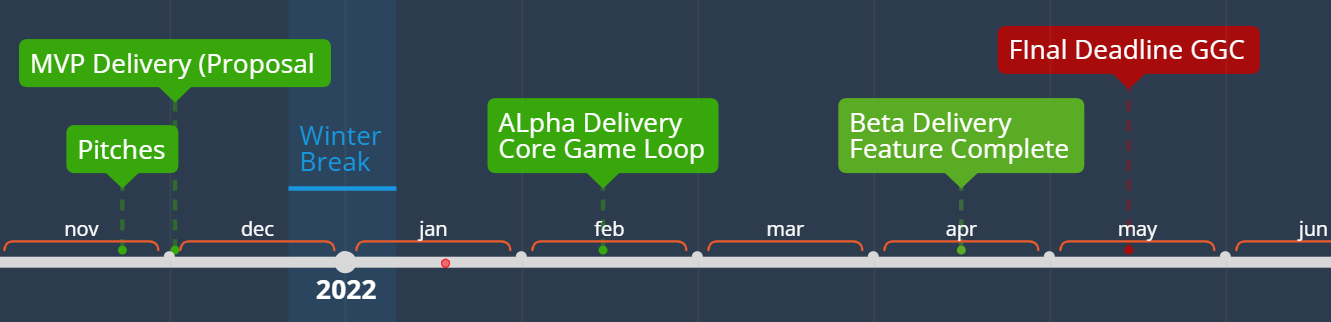 MVP Delivery (Proposal
FInal Deadline GGC
Pitches
Winter
Break
ALpha Delivery
Core Game Loop
Beta Delivery
Feature Complete
nov
dec
jan
feb
mar
apr
may
jun
2022